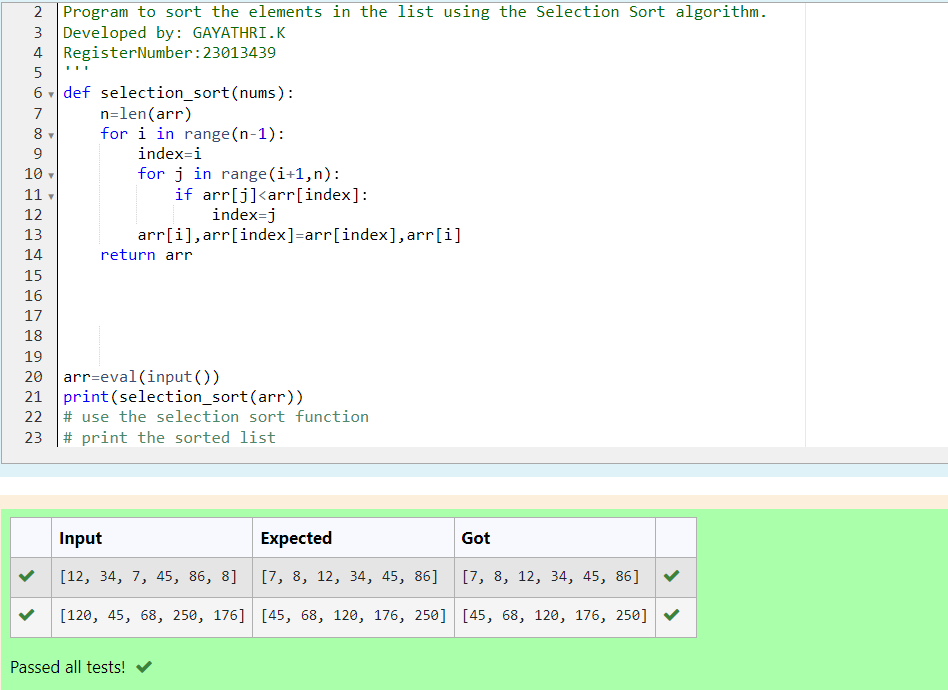 2 Program to sort the elements in the list using the Selection Sort algorithm.
3 Developed by: GAYATHRI.K
4 RegisterNumber:23013439
5 '''
6 def selection_sort(nums):
7     n=len(arr)
8     for i in range(n-1):
9         index=i
10         for j in range(i+1,n):
11             if arr[j]<arr[index]:
12                 index=j
13         arr[i],arr[index]=arr[index],arr[i]
14     return arr
15
16
17
18
19
20 arr=eval(input())
21 print(selection_sort(arr))
22 # use the selection sort function
23 # print the sorted list
Input Expected Got
[12, 34, 7, 45, 86, 8] [7, 8, 12, 34, 45, 86] [7, 8, 12, 34, 45, 86]
[120, 45, 68, 250, 176] [45, 68, 120, 176, 250] [45, 68, 120, 176, 250]
Passed all tests!